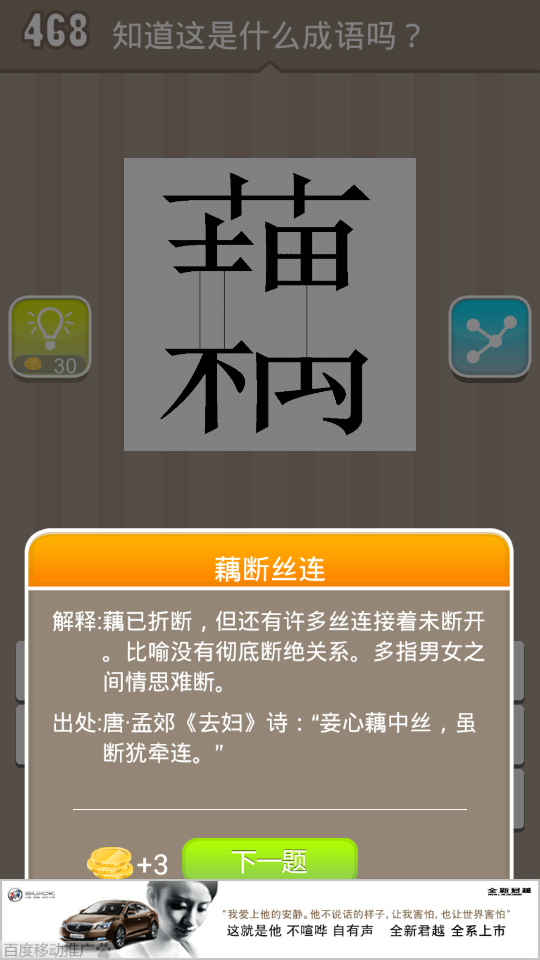 468 知道这是什么成语吗？
藕
30
藕断丝连
解释:藕已折断，但还有许多丝连接着未断开
。比喻没有彻底断绝关系。多指男女之
间情思难断。
出处:唐·孟郊《去妇》诗：“妾心藕中丝，虽
断犹牵连。”
+3 下一题
BUICK
全新君越
“我爱上他的安静。他不说话的样子，让我害怕，也让世界害怕”
这就是他 不喧哗 自有声 全新君越 全系上市
百度移动推广